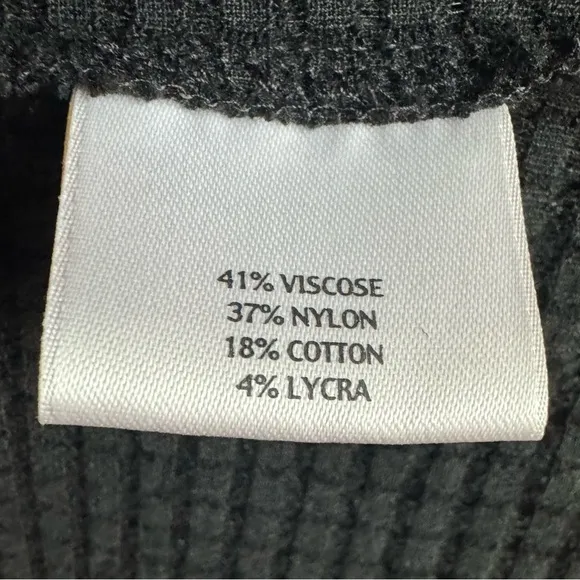 41% VISCOSE
37% NYLON
18% COTTON
4% LYCRA